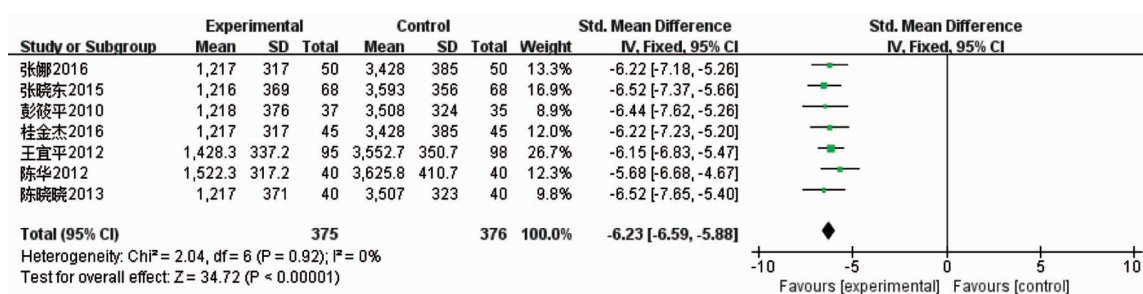 Experimental Control Std. Mean Difference Std. Mean Difference
Study or Subgroup Mean SD Total Mean SD Total Weight IV, Fixed, 95% CI IV, Fixed, 95% CI
张娜2016 1,217 317 50 3,428 385 50 13.3% -6.22 [-7.18, -5.26]
张晓东2015 1,216 369 68 3,593 356 68 16.9% -6.52 [-7.37, -5.66]
彭筱平2010 1,218 376 37 3,508 324 35 8.9% -6.44 [-7.62, -5.26]
桂金杰2016 1,217 317 45 3,428 385 45 12.0% -6.22 [-7.23, -5.20]
王宜平2012 1,428.3 337.2 95 3,552.7 350.7 98 26.7% -6.15 [-6.83, -5.47]
陈华2012 1,522.3 317.2 40 3,625.8 410.7 40 12.3% -5.68 [-6.68, -4.67]
陈晓晓2013 1,217 371 40 3,507 323 40 9.8% -6.52 [-7.65, -5.40]
Total (95% CI) 375 376 100.0% -6.23 [-6.59, -5.88]
Heterogeneity: Chi² = 2.04, df = 6 (P = 0.92); I² = 0%
Test for overall effect: Z = 34.72 (P < 0.00001)
-10 -5 0 5 10
Favours [experimental] Favours [control]